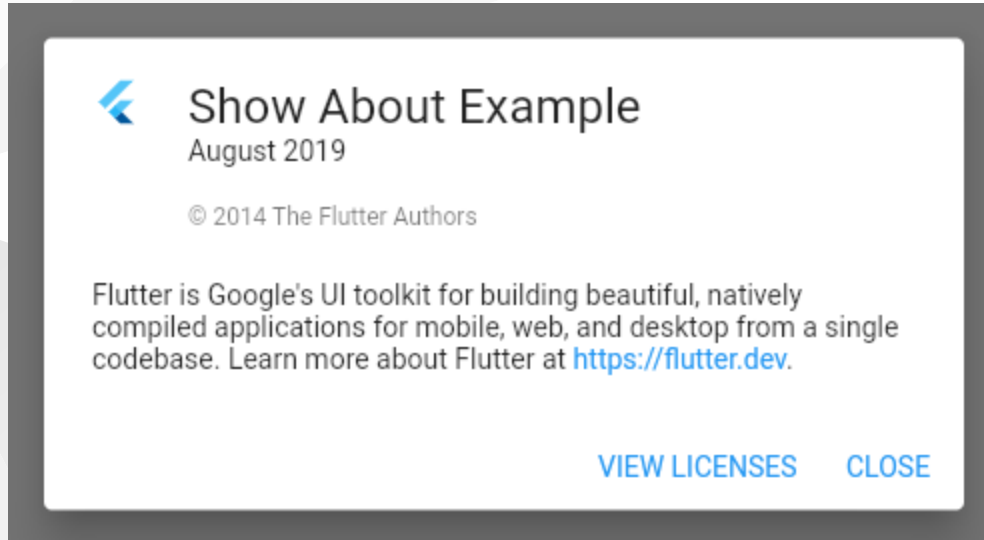 Show About Example
August 2019
© 2014 The Flutter Authors
Flutter is Google's UI toolkit for building beautiful, natively
compiled applications for mobile, web, and desktop from a single
codebase. Learn more about Flutter at https://flutter.dev.
VIEW LICENSES CLOSE